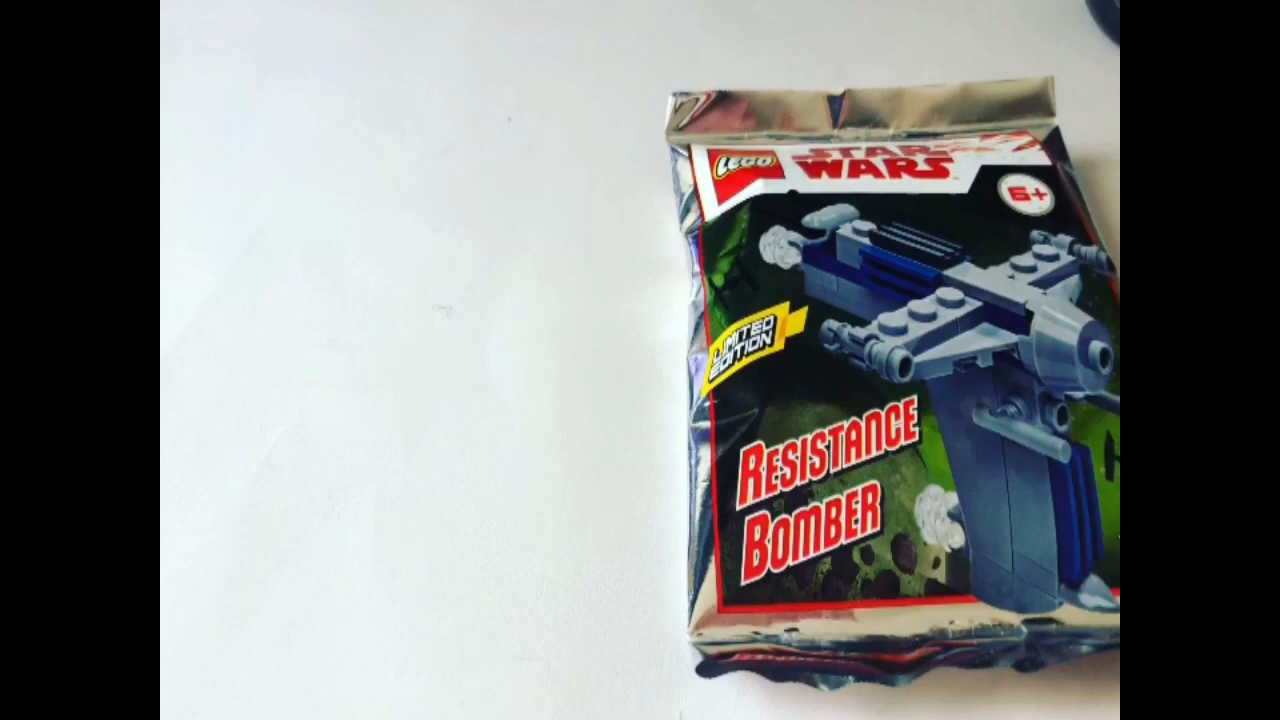 LEGO
STAR
WARS
6+
LIMITED
EDITION
RESISTANCE
BOMBER